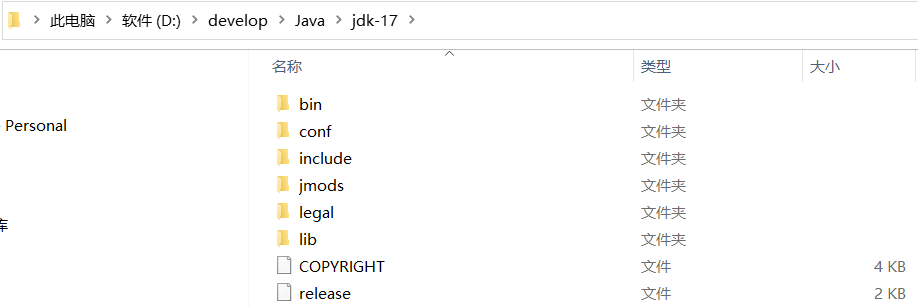 此电脑 > 软件 (D:) > develop > Java > jdk-17 >
名称 类型 大小
bin 文件夹
conf 文件夹
include 文件夹
jmods 文件夹
legal 文件夹
lib 文件夹
COPYRIGHT 文件 4 KB
release 文件 2 KB
Personal
库